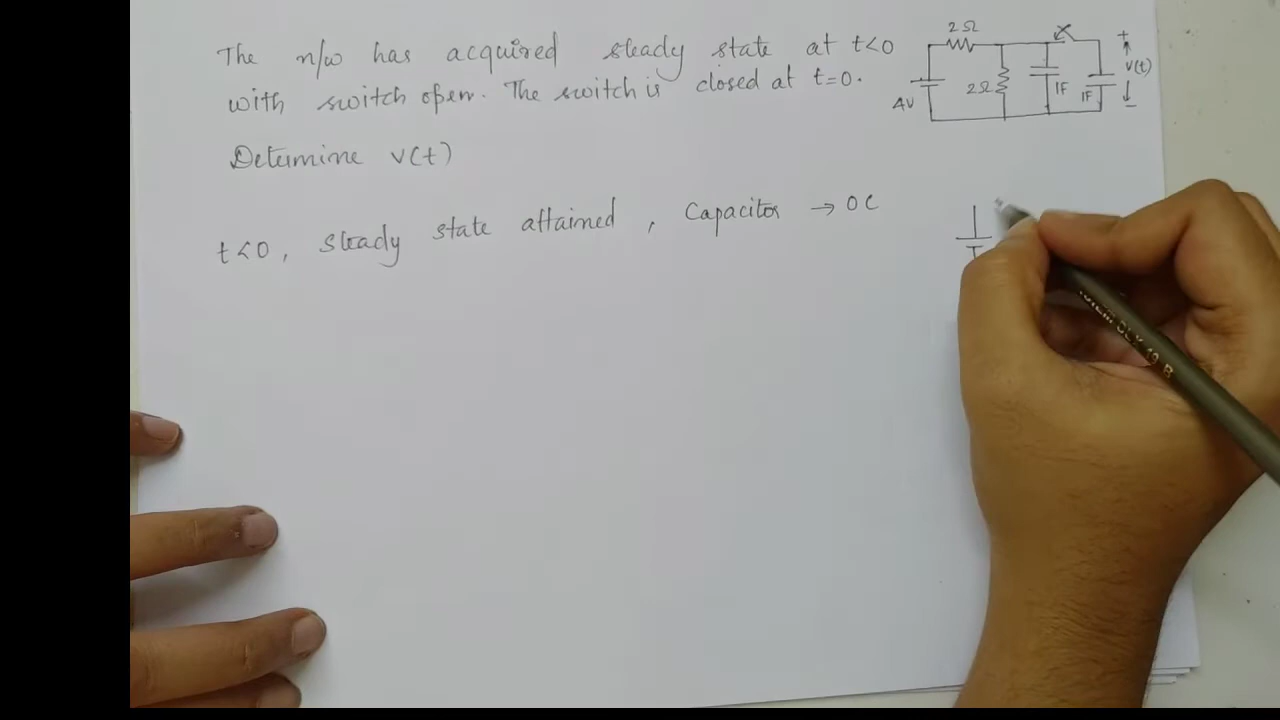 The n/w has acquired steady state at t<0
with switch open. The switch is closed at t=0.
Determine v(t)
t<0, steady state attained, Capacitor → OC
2Ω
2Ω
4V
1F
1F
+
v(t)
-